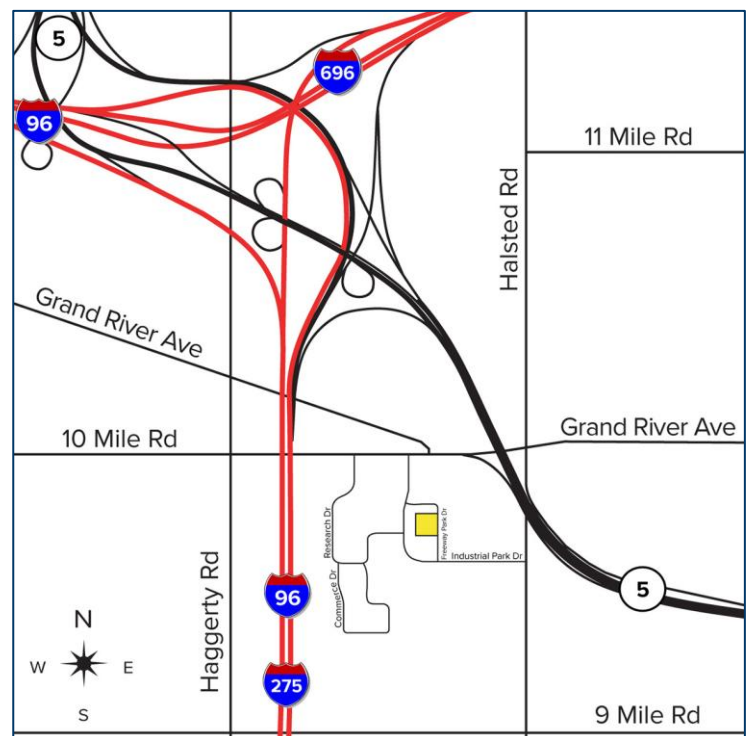 5
696
96
11 Mile Rd
Halsted Rd
Grand River Ave
Grand River Ave
10 Mile Rd
Research Dr
Freeway Park Dr
Industrial Park Dr
Commerce Dr
Haggerty Rd
96
5
N
W E
S
275
9 Mile Rd